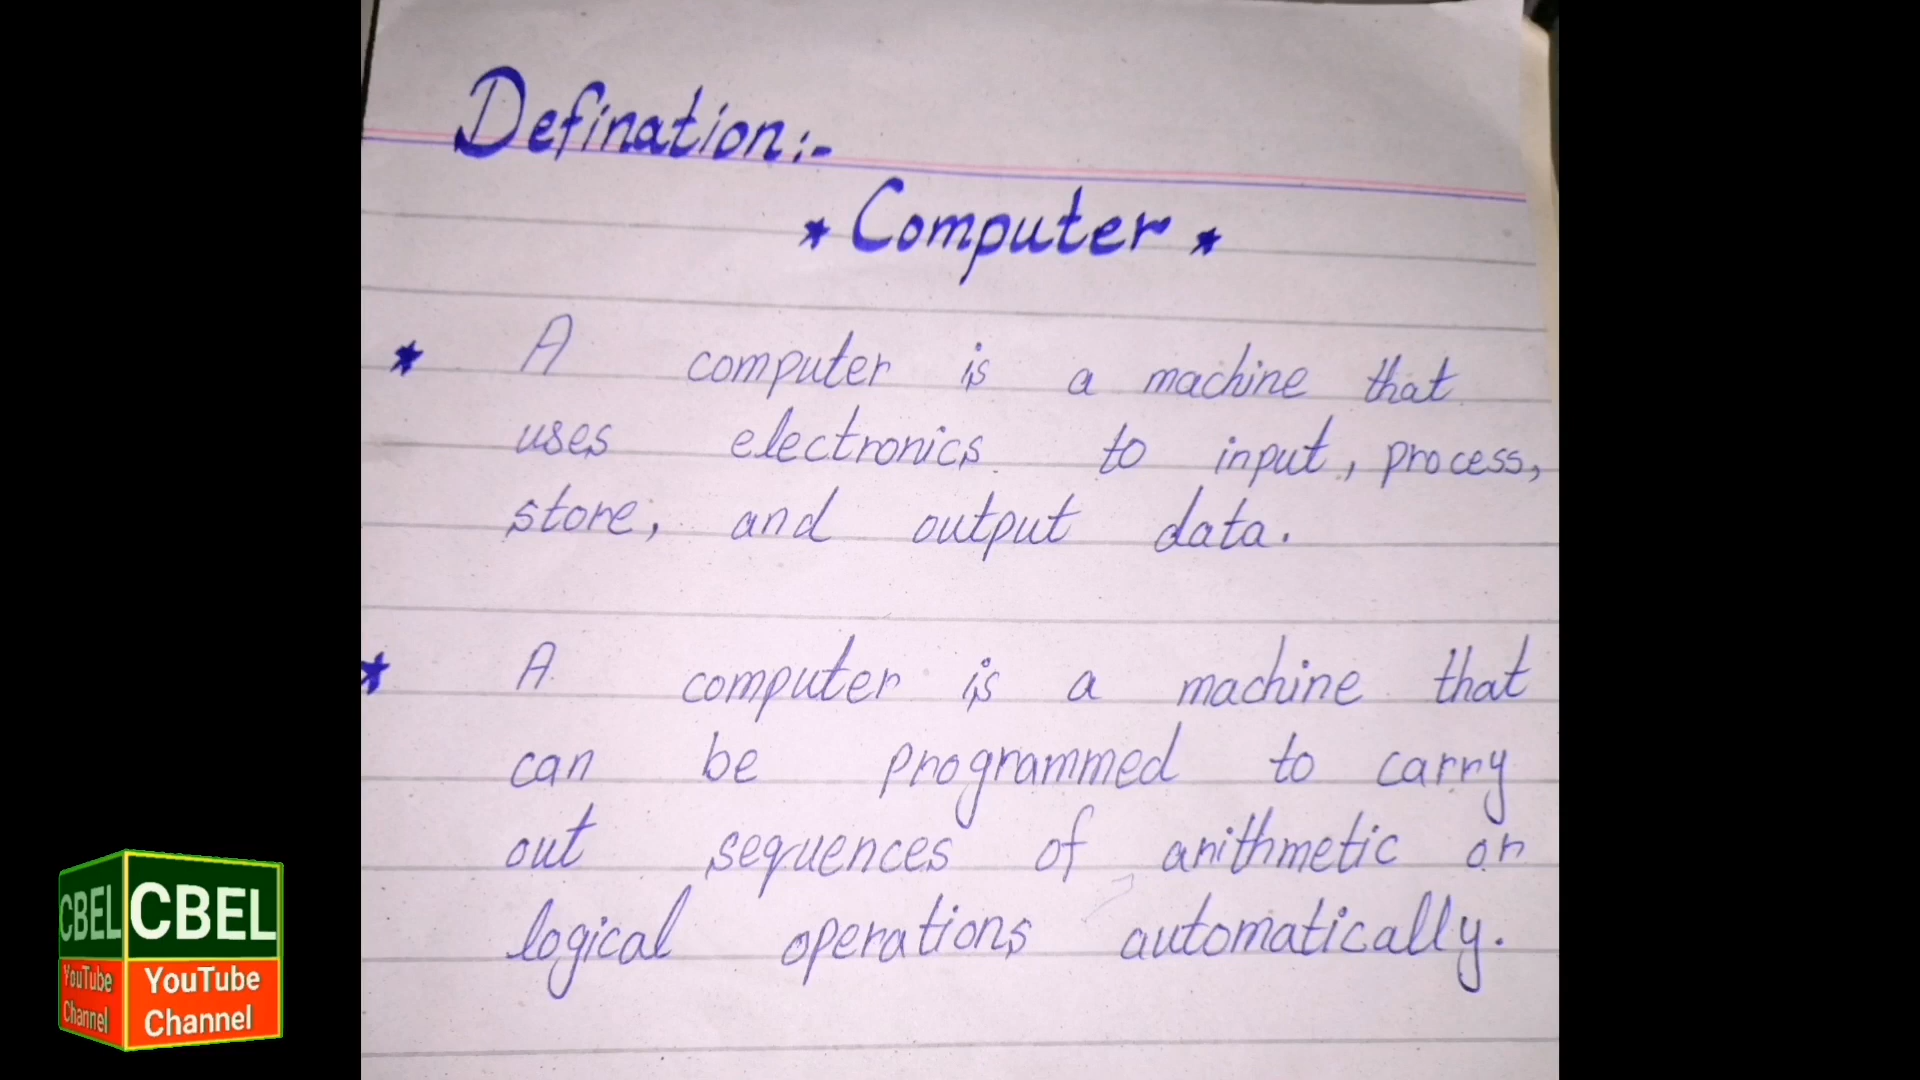 Defination:-
* Computer *
* A computer is a machine that
uses electronics to input, process,
store, and output data.
* A computer is a machine that
can be programmed to carry
out sequences of arithmetic or
logical operations automatically.
CBEL CBEL
YouTube YouTube
Channel Channel